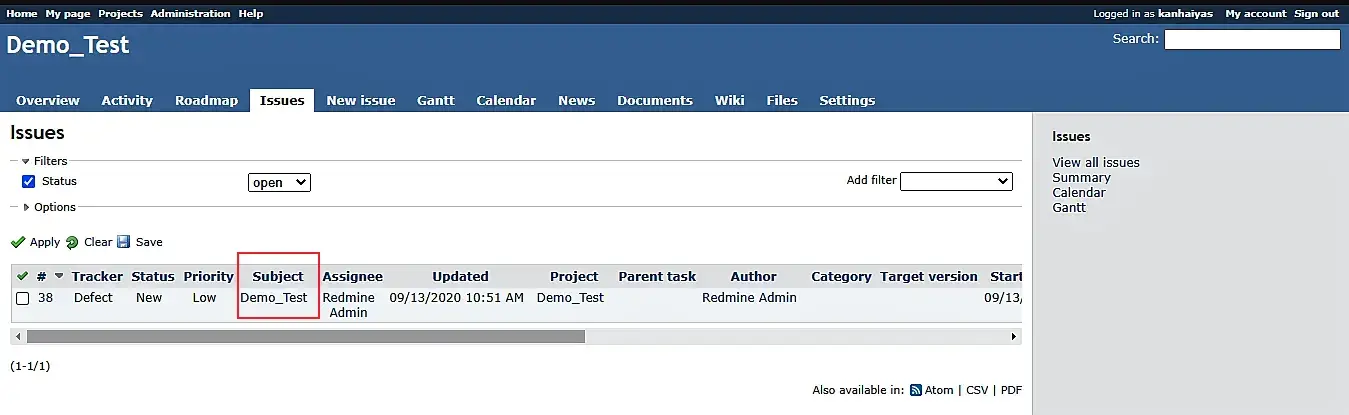 Home My page Projects Administration Help Logged in as kanhaiyas My account Sign out
Demo_Test
Search:
Overview Activity Roadmap Issues New issue Gantt Calendar News Documents Wiki Files Settings
Issues
Filters
Status open Add filter
Options
Apply Clear Save
# Tracker Status Priority Subject Assignee Updated Project Parent task Author Category Target version Start
38 Defect New Low Demo_Test Redmine 09/13/2020 10:51 AM Demo_Test Redmine Admin 09/13/
Admin
(1-1/1)
Also available in: Atom | CSV | PDF
Issues
View all issues
Summary
Calendar
Gantt